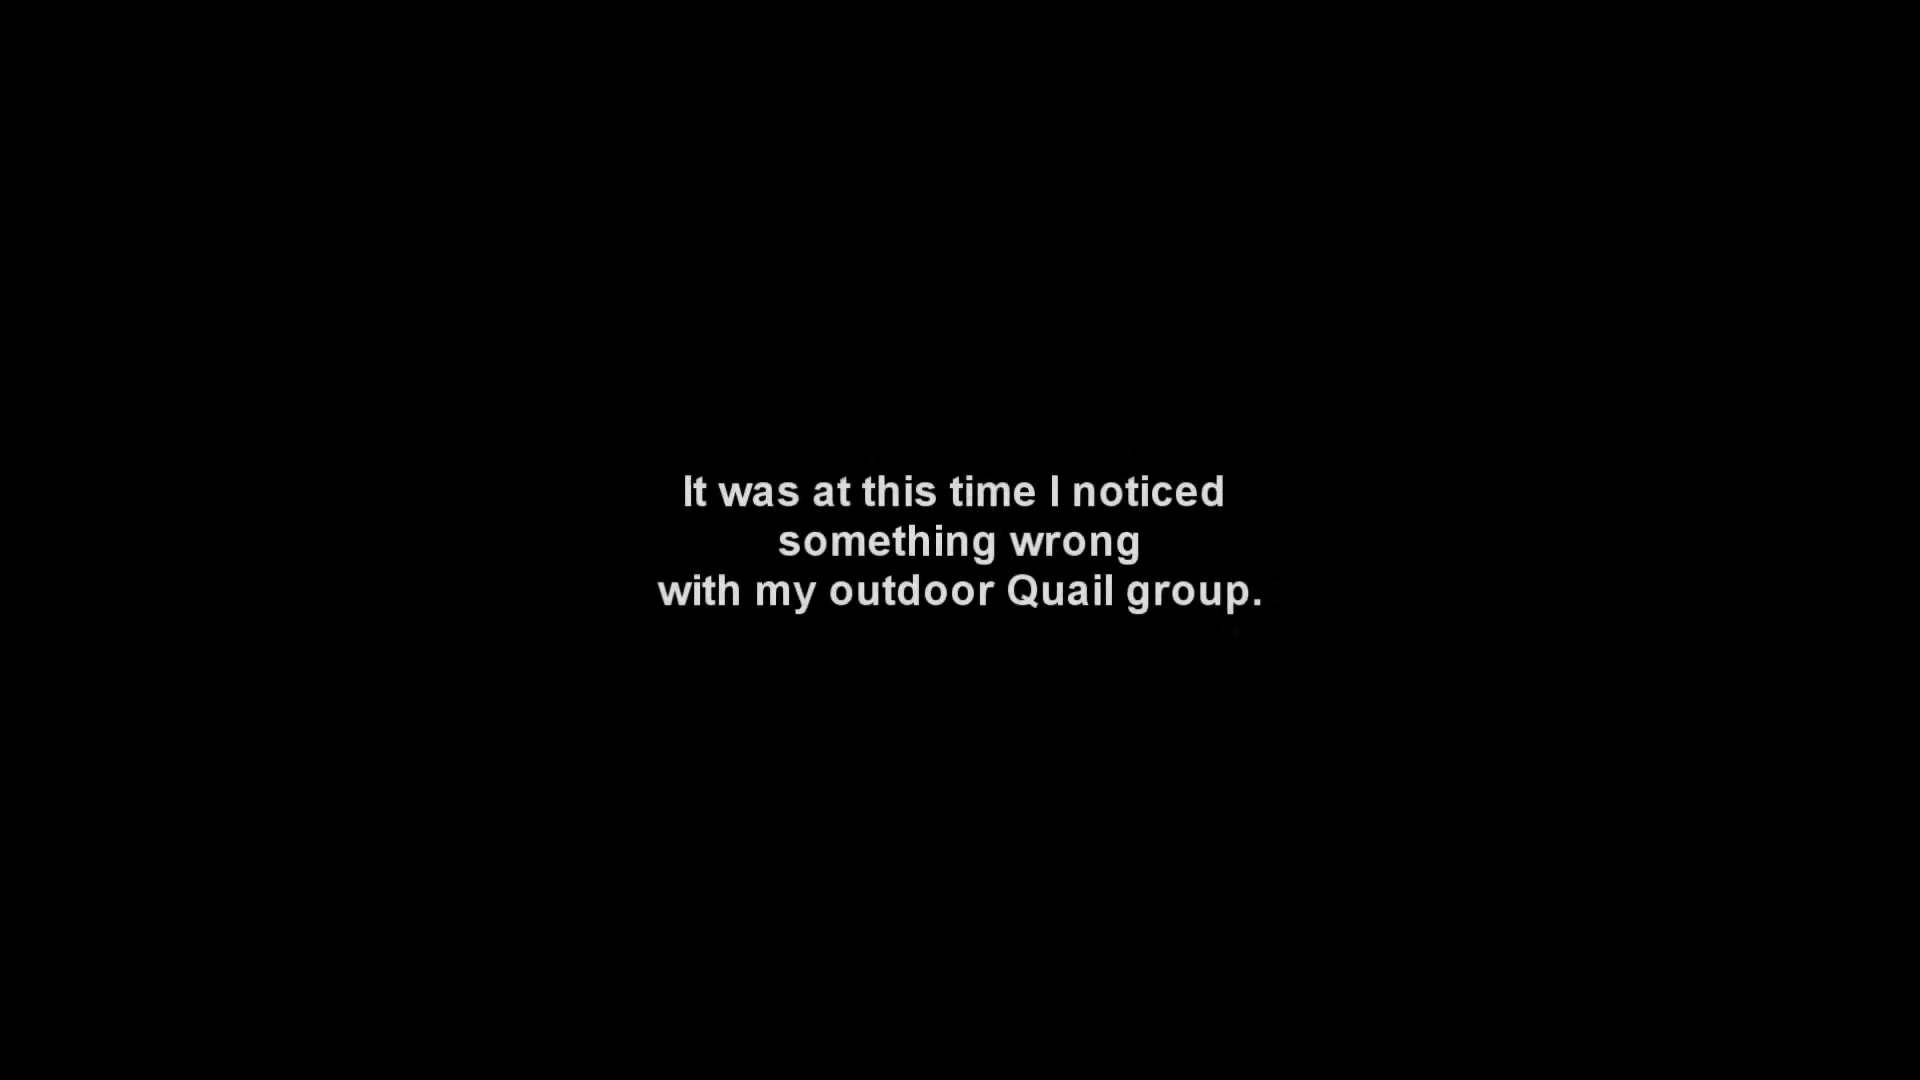 It was at this time I noticed
something wrong
with my outdoor Quail group.